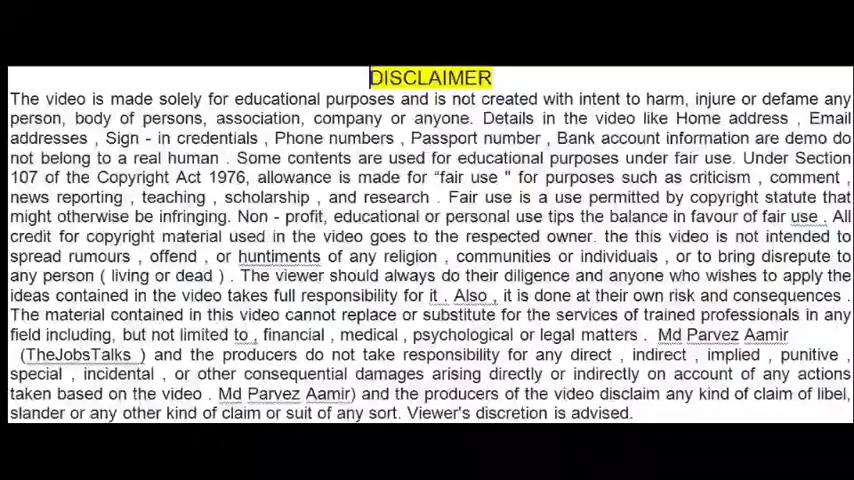 DISCLAIMER
The video is made solely for educational purposes and is not created with intent to harm, injure or defame any
person, body of persons, association, company or anyone. Details in the video like Home address , Email
addresses , Sign - in credentials , Phone numbers , Passport number , Bank account information are demo do
not belong to a real human . Some contents are used for educational purposes under fair use. Under Section
107 of the Copyright Act 1976, allowance is made for “fair use " for purposes such as criticism , comment ,
news reporting , teaching , scholarship , and research . Fair use is a use permitted by copyright statute that
might otherwise be infringing. Non - profit, educational or personal use tips the balance in favour of fair use . All
credit for copyright material used in the video goes to the respected owner. the this video is not intended to
spread rumours , offend , or huntiments of any religion , communities or individuals , or to bring disrepute to
any person ( living or dead ) . The viewer should always do their diligence and anyone who wishes to apply the
ideas contained in the video takes full responsibility for it . Also , it is done at their own risk and consequences .
The material contained in this video cannot replace or substitute for the services of trained professionals in any
field including, but not limited to , financial , medical , psychological or legal matters . Md Parvez Aamir
(TheJobsTalks ) and the producers do not take responsibility for any direct , indirect , implied , punitive ,
special , incidental , or other consequential damages arising directly or indirectly on account of any actions
taken based on the video . Md Parvez Aamir) and the producers of the video disclaim any kind of claim of libel,
slander or any other kind of claim or suit of any sort. Viewer's discretion is advised.